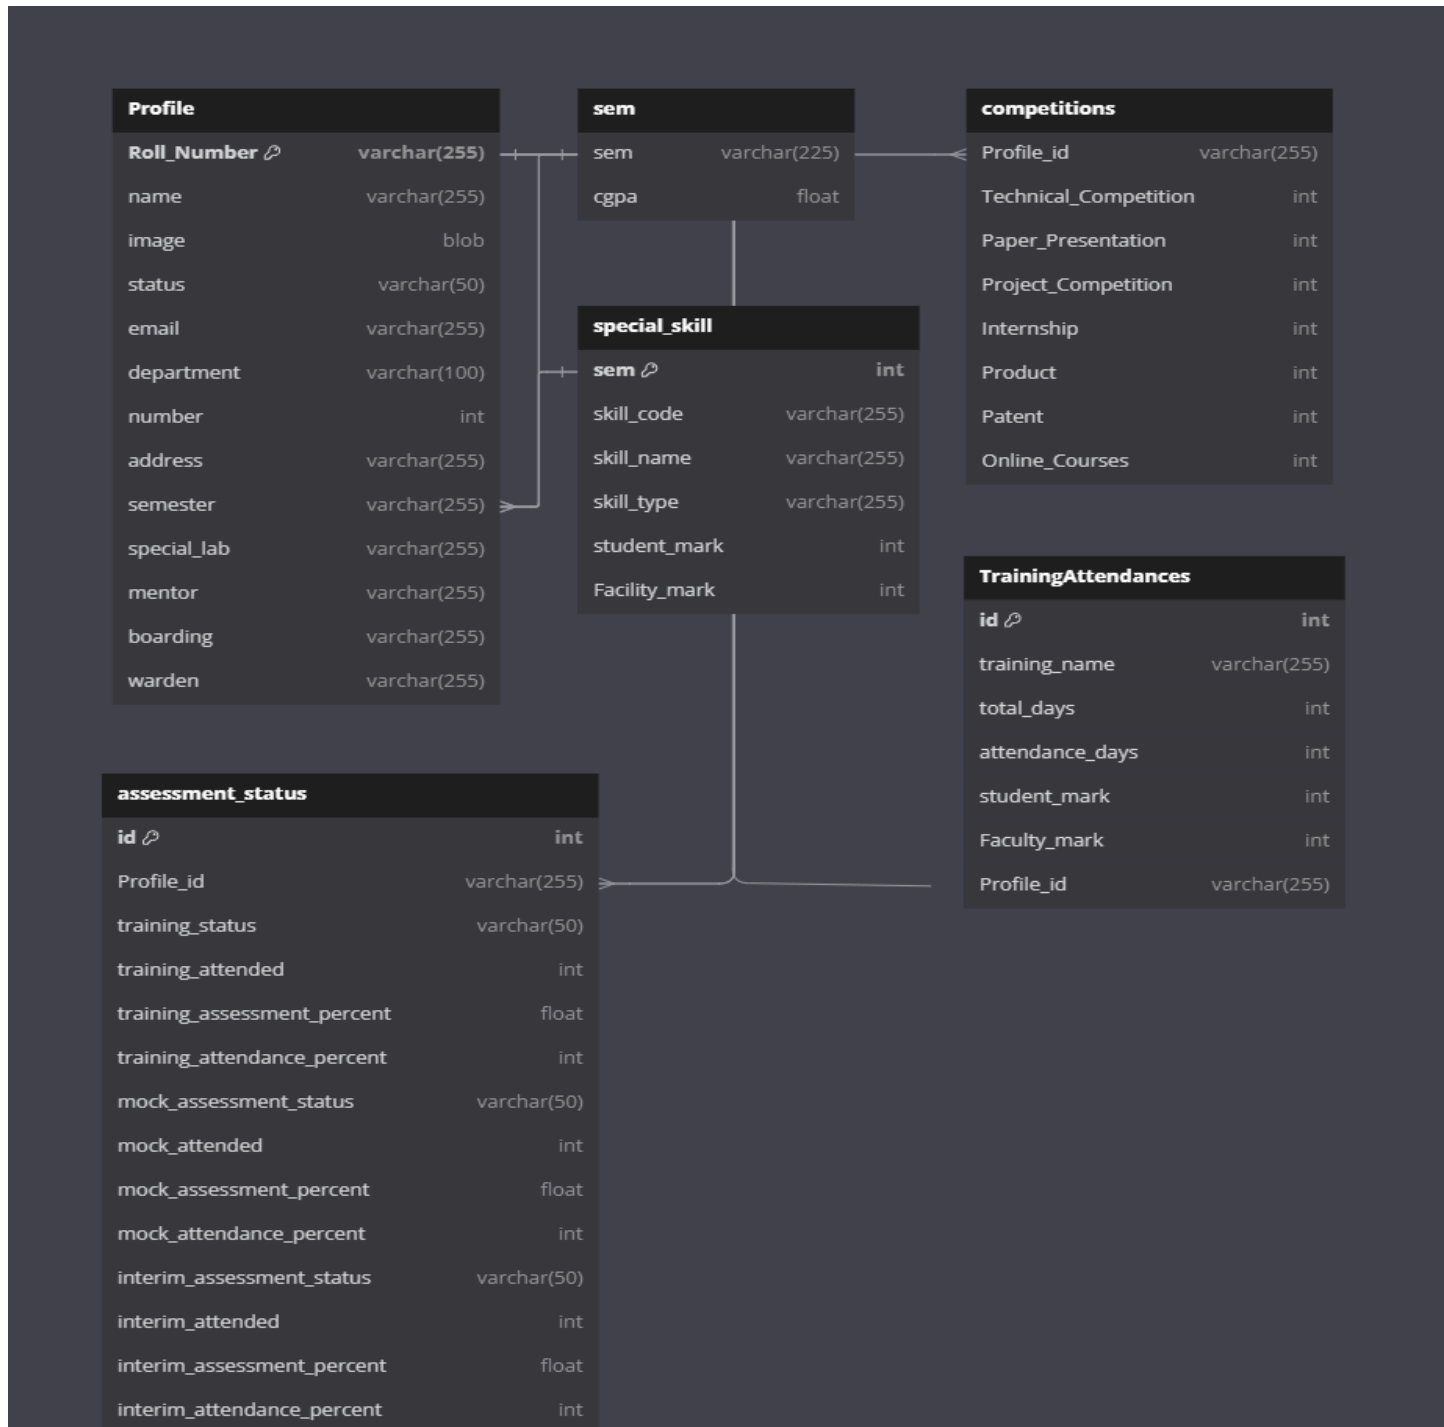 Profile
Roll_Number varchar(255)
name varchar(255)
image blob
status varchar(50)
email varchar(255)
department varchar(100)
number int
address varchar(255)
semester varchar(255)
special_lab varchar(255)
mentor varchar(255)
boarding varchar(255)
warden varchar(255)
sem
sem varchar(225)
cgpa float
special_skill
sem int
skill_code varchar(255)
skill_name varchar(255)
skill_type varchar(255)
student_mark int
Facility_mark int
competitions
Profile_id varchar(255)
Technical_Competition int
Paper_Presentation int
Project_Competition int
Internship int
Product int
Patent int
Online_Courses int
TrainingAttendances
id int
training_name varchar(255)
total_days int
attendance_days int
student_mark int
Faculty_mark int
Profile_id varchar(255)
assessment_status
id int
Profile_id varchar(255)
training_status varchar(50)
training_attended int
training_assessment_percent float
training_attendance_percent int
mock_assessment_status varchar(50)
mock_attended int
mock_assessment_percent float
mock_attendance_percent int
interim_assessment_status varchar(50)
interim_attended int
interim_assessment_percent float
interim_attendance_percent int